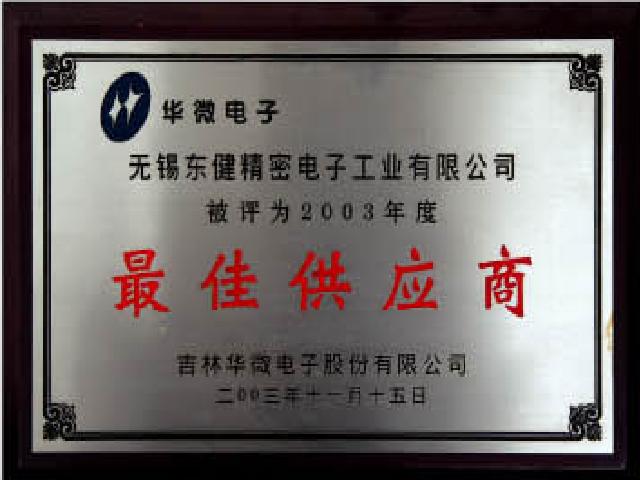 华微电子
无锡东健精密电子工业有限公司
被评为2003年度
最佳供应商
吉林华微电子股份有限公司
二00三年十一月十五日